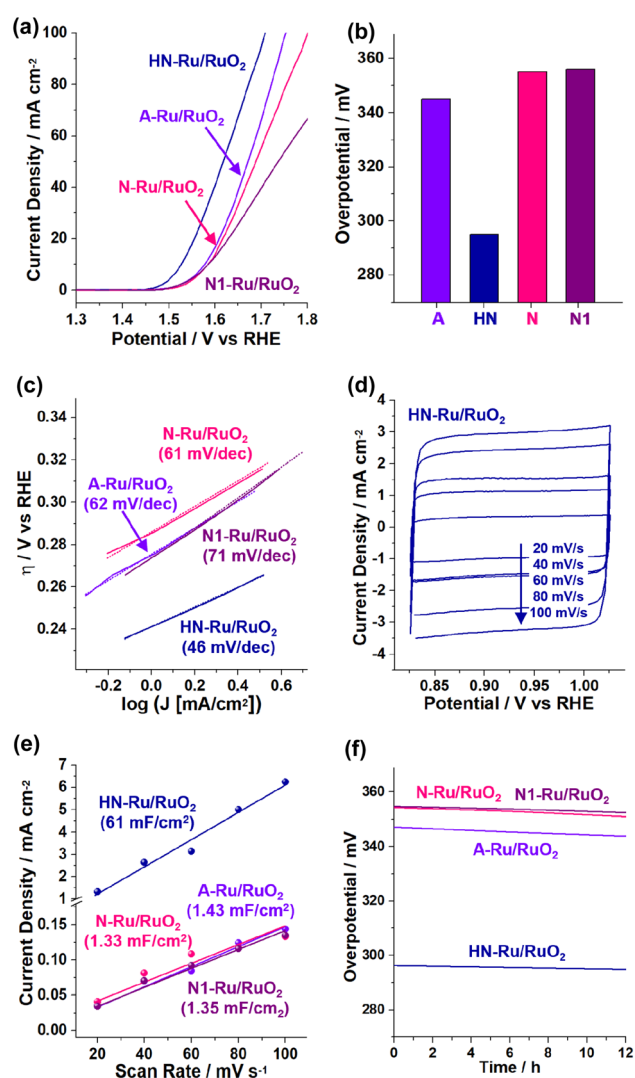 (a)
100
80
60
40
20
0
Current Density / mA cm⁻²
HN-Ru/RuO₂
A-Ru/RuO₂
N-Ru/RuO₂
N1-Ru/RuO₂
1.3 1.4 1.5 1.6 1.7 1.8
Potential / V vs RHE
(b)
360
340
320
300
280
Overpotential / mV
A HN N N1
(c)
0.34
0.32
0.30
0.28
0.26
0.24
η / V vs RHE
N-Ru/RuO₂
(61 mV/dec)
A-Ru/RuO₂
(62 mV/dec)
N1-Ru/RuO₂
(71 mV/dec)
HN-Ru/RuO₂
(46 mV/dec)
-0.2 0.0 0.2 0.4 0.6
log (J [mA/cm²])
(d)
5
4
3
2
1
0
-1
-2
-3
-4
Current Density / mA cm⁻²
HN-Ru/RuO₂
20 mV/s
40 mV/s
60 mV/s
80 mV/s
100 mV/s
0.85 0.90 0.95 1.00
Potential / V vs RHE
(e)
7
6
5
4
3
2
1
0.15
0.10
0.05
0.00
Current Density / mA cm⁻²
HN-Ru/RuO₂
(61 mF/cm²)
A-Ru/RuO₂
(1.43 mF/cm²)
N-Ru/RuO₂
(1.33 mF/cm²)
N1-Ru/RuO₂
(1.35 mF/cm₂)
20 40 60 80 100
Scan Rate / mV s⁻¹
(f)
360
340
320
300
280
Overpotential / mV
N-Ru/RuO₂
N1-Ru/RuO₂
A-Ru/RuO₂
HN-Ru/RuO₂
0 2 4 6 8 10 12
Time / h